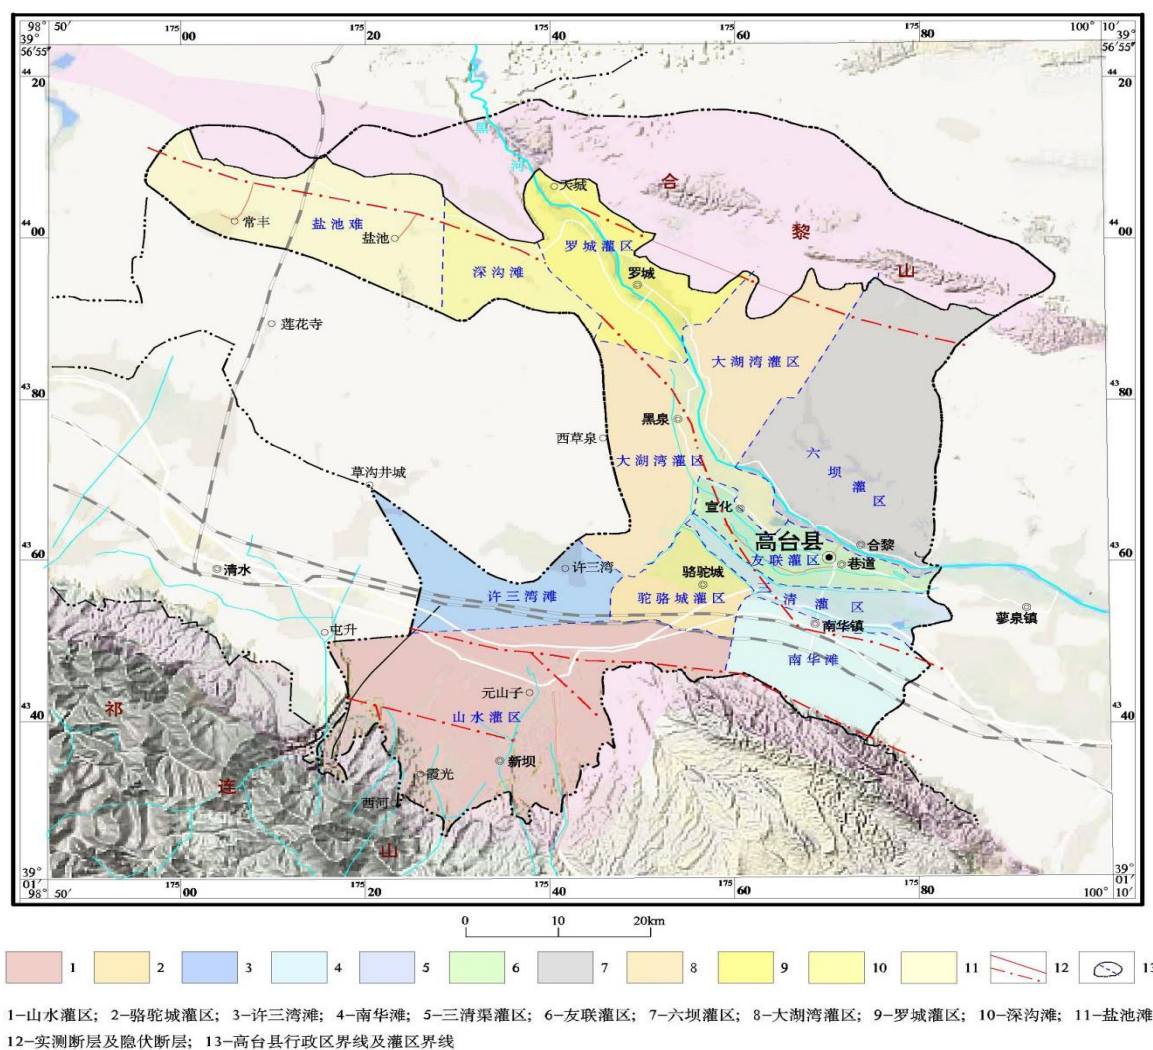 98° 50′ 175 00 175 20 175 40 175 60 175 80 100° 10′
39° 56′55″ 39° 56′55″
44 20 44 20
黑
河
天城
合
常丰
盐池难
盐池
44 00 44 00
罗城灌区
黎
深沟滩
罗城
山
莲花寺
大湖湾灌区
43 80 43 80
黑泉
西草泉
大湖湾灌区
六
坝
灌
区
草沟井城
宣化
高台县
合黎
43 60 43 60
友联灌区
巷道
清水
许三湾
骆驼城
许三湾滩
驼骆城灌区
三清灌区
蓼泉镇
南华镇
屯升
南华滩
元山子
祁
43 40 43 40
山水灌区
新坝
连
霞光
西河
山
39° 01′ 39° 01′
98° 50′ 175 00 175 20 175 40 175 60 175 80 100° 10′
0 10 20km
1 2 3 4 5 6 7 8 9 10 11 12 13
1-山水灌区; 2-骆驼城灌区; 3-许三湾滩; 4-南华滩; 5-三清渠灌区; 6-友联灌区; 7-六坝灌区; 8-大湖湾灌区; 9-罗城灌区; 10-深沟滩; 11-盐池滩
12-实测断层及隐伏断层; 13-高台县行政区界线及灌区界线